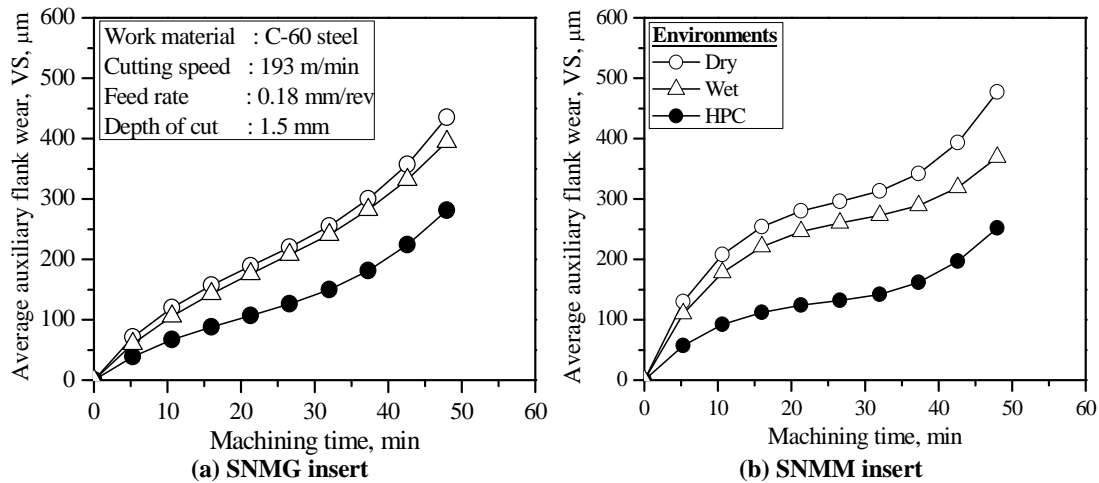 600
500
400
300
200
100
0
Average auxiliary flank wear, VS, μm
Work material : C-60 steel
Cutting speed : 193 m/min
Feed rate : 0.18 mm/rev
Depth of cut : 1.5 mm
0 10 20 30 40 50 60
Machining time, min
(a) SNMG insert
600
500
400
300
200
100
0
Average auxiliary flank wear, VS, μm
Environments
Dry
Wet
HPC
0 10 20 30 40 50 60
Machining time, min
(b) SNMM insert